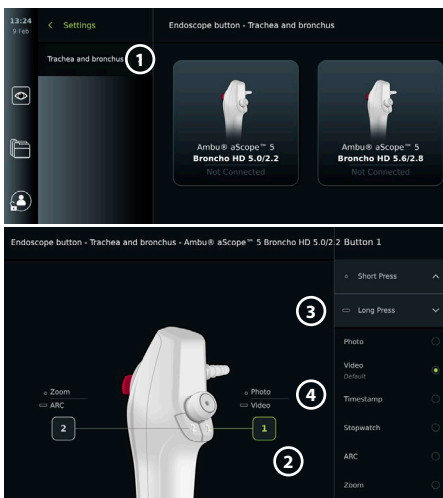 13:24
9 Feb
Settings
Endoscope button - Trachea and bronchus
Trachea and bronchus
1
Ambu® aScope™ 5
Broncho HD 5.0/2.2
Not Connected
Ambu® aScope™ 5
Broncho HD 5.6/2.8
Not Connected
Endoscope button - Trachea and bronchus - Ambu® aScope™ 5 Broncho HD 5.0/2.2
Button 1
Short Press
3
Long Press
Photo
Video
Default
4
Timestamp
Stopwatch
ARC
Zoom
Zoom
ARC
2
Photo
Video
1
2
1
2